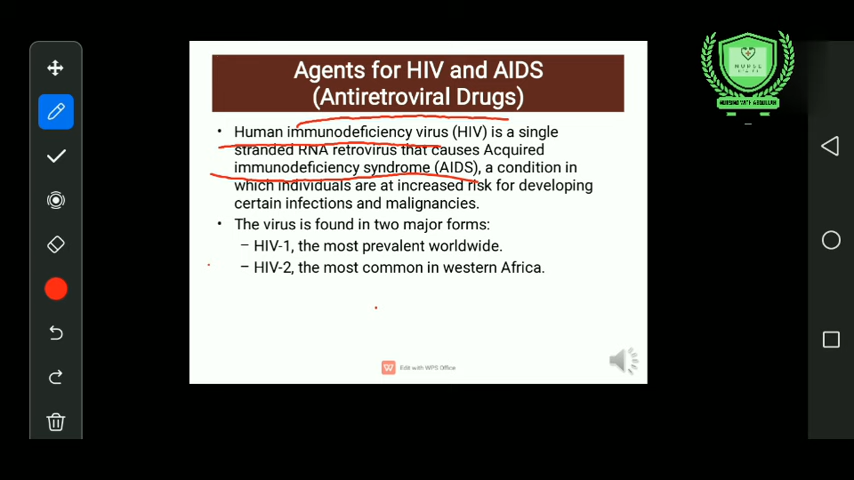 Agents for HIV and AIDS
(Antiretroviral Drugs)
• Human immunodeficiency virus (HIV) is a single
stranded RNA retrovirus that causes Acquired
immunodeficiency syndrome (AIDS), a condition in
which individuals are at increased risk for developing
certain infections and malignancies.
• The virus is found in two major forms:
– HIV-1, the most prevalent worldwide.
– HIV-2, the most common in western Africa.
Edit with WPS Office
NURSING WITH ABDULLAH